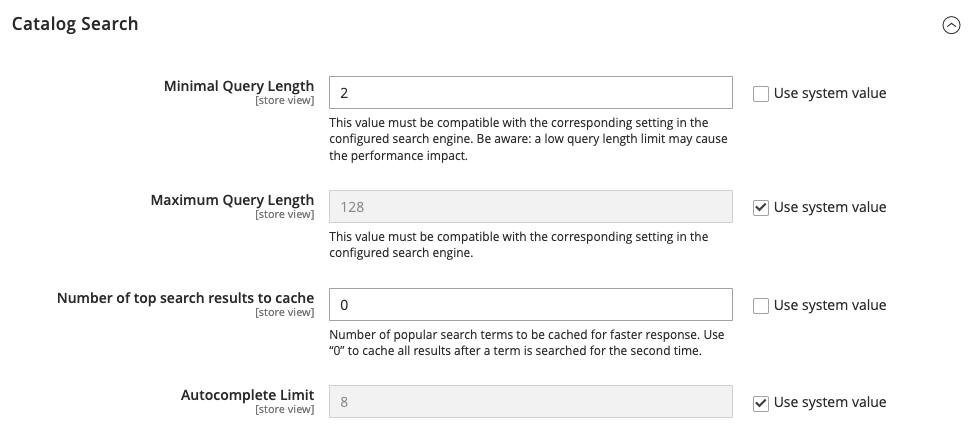 Catalog Search
Minimal Query Length
[store view]
2
Use system value
This value must be compatible with the corresponding setting in the
configured search engine. Be aware: a low query length limit may cause
the performance impact.
Maximum Query Length
[store view]
128
Use system value
This value must be compatible with the corresponding setting in the
configured search engine.
Number of top search results to cache
[store view]
0
Use system value
Number of popular search terms to be cached for faster response. Use
“0” to cache all results after a term is searched for the second time.
Autocomplete Limit
[store view]
8
Use system value